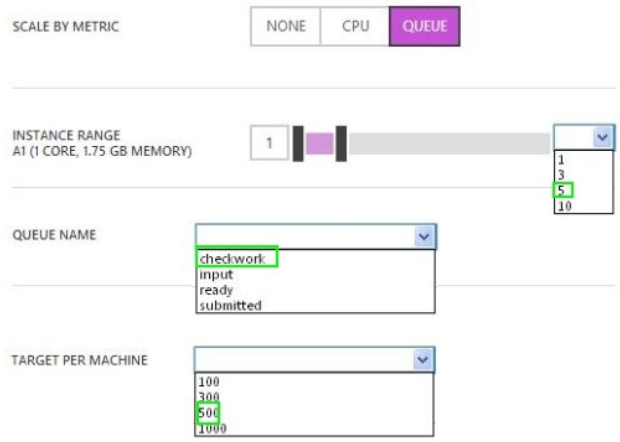 SCALE BY METRIC NONE CPU QUEUE
INSTANCE RANGE
A1 (1 CORE, 1.75 GB MEMORY) 1
1
3
5
10
QUEUE NAME
checkwork
input
ready
submitted
TARGET PER MACHINE
100
300
500
1000